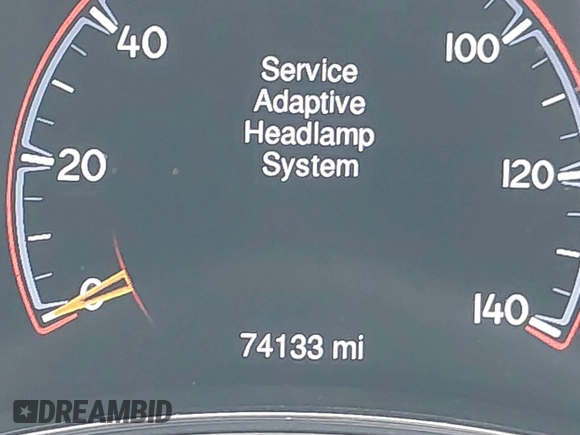 40
100
Service
Adaptive
Headlamp
System
20
120
0
140
74133 mi
DREAMBID